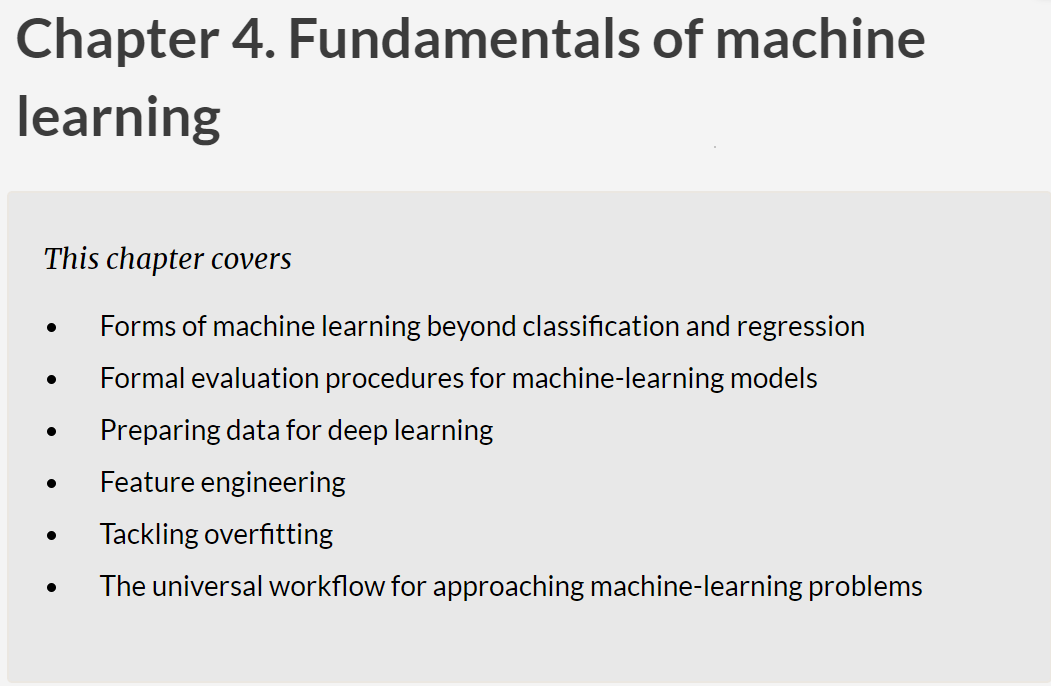 Chapter 4. Fundamentals of machine
learning
This chapter covers
• Forms of machine learning beyond classification and regression
• Formal evaluation procedures for machine-learning models
• Preparing data for deep learning
• Feature engineering
• Tackling overfitting
• The universal workflow for approaching machine-learning problems